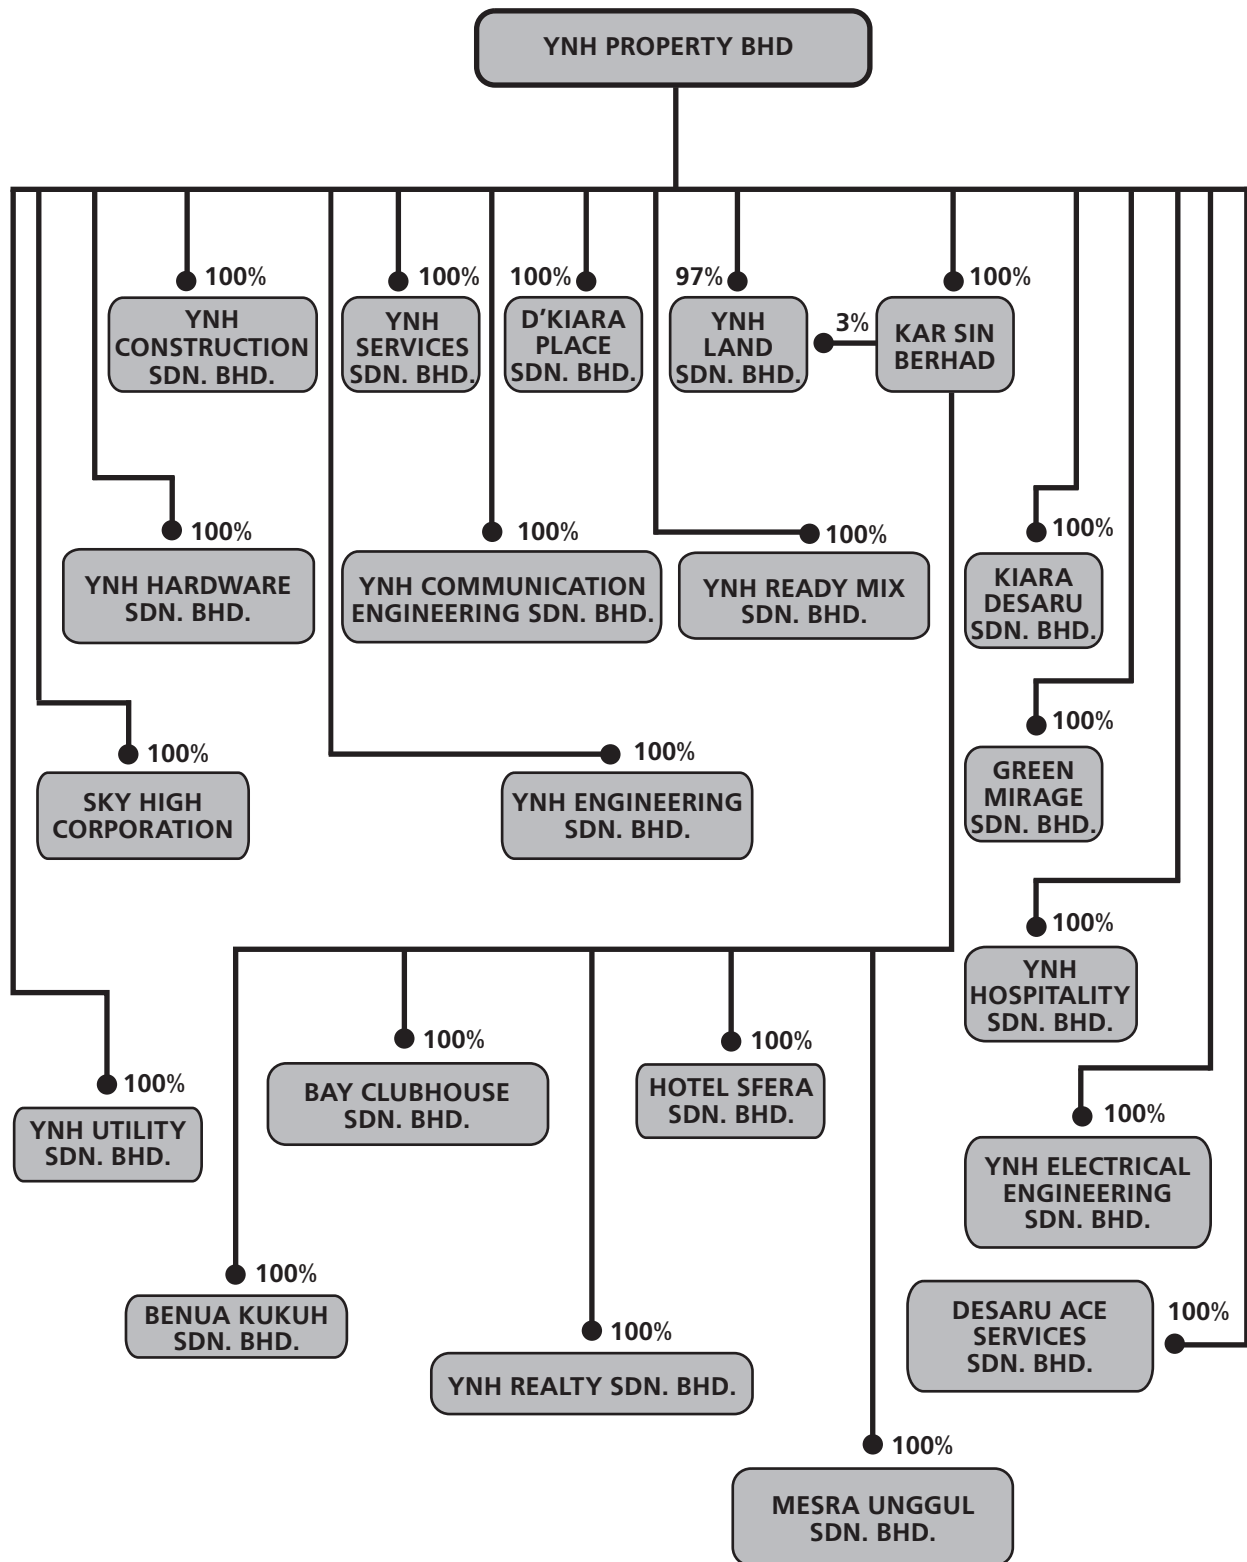 YNH PROPERTY BHD
100%
100%
100%
97%
100%
YNH
CONSTRUCTION
SDN. BHD.
YNH
SERVICES
SDN. BHD.
D'KIARA
PLACE
SDN. BHD.
YNH
LAND
SDN. BHD.
3%
KAR SIN
BERHAD
100%
YNH HARDWARE
SDN. BHD.
100%
YNH COMMUNICATION
ENGINEERING SDN. BHD.
100%
YNH READY MIX
SDN. BHD.
100%
KIARA
DESARU
SDN. BHD.
100%
SKY HIGH
CORPORATION
100%
YNH ENGINEERING
SDN. BHD.
100%
GREEN
MIRAGE
SDN. BHD.
100%
YNH
HOSPITALITY
SDN. BHD.
100%
YNH UTILITY
SDN. BHD.
100%
BAY CLUBHOUSE
SDN. BHD.
100%
HOTEL SFERA
SDN. BHD.
100%
YNH ELECTRICAL
ENGINEERING
SDN. BHD.
100%
BENUA KUKUH
SDN. BHD.
100%
YNH REALTY SDN. BHD.
DESARU ACE
SERVICES
SDN. BHD.
100%
100%
MESRA UNGGUL
SDN. BHD.